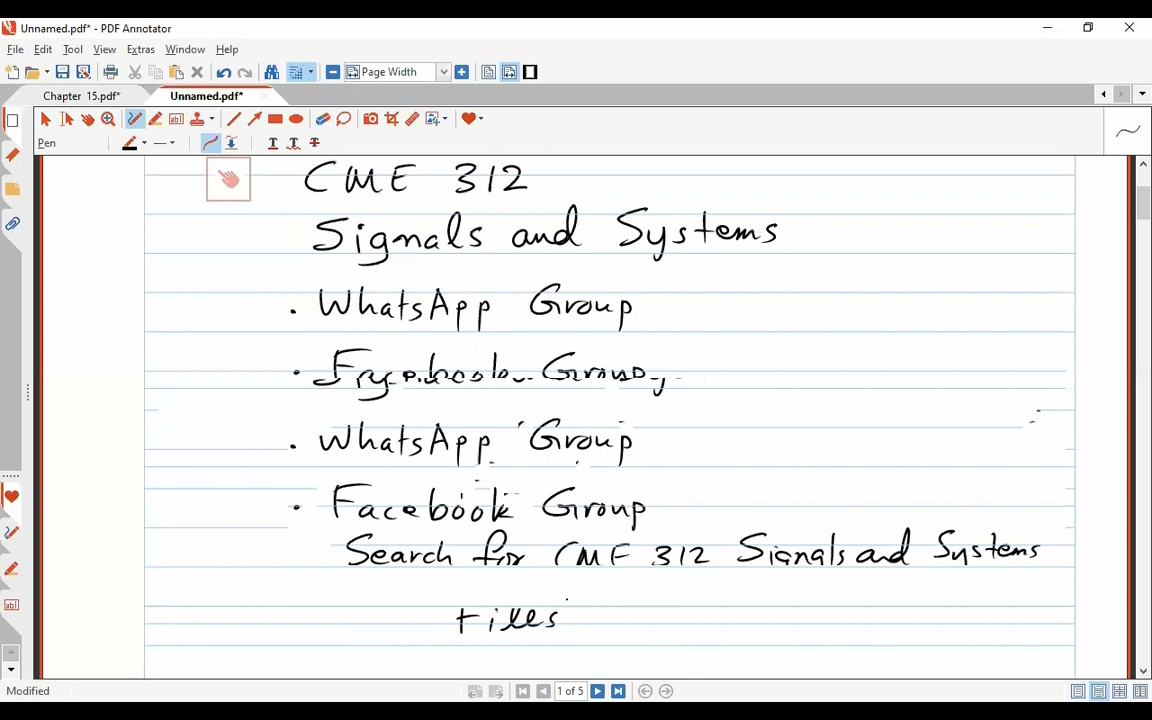 Unnamed.pdf* - PDF Annotator
File Edit Tool View Extras Window Help
Page Width
Chapter 15.pdf* Unnamed.pdf*
Pen
CME 312
Signals and Systems
. WhatsApp Group
. Group
. WhatsApp Group
. Facebook Group
Search for CME 312 Signals and Systems
Modified
1 of 5